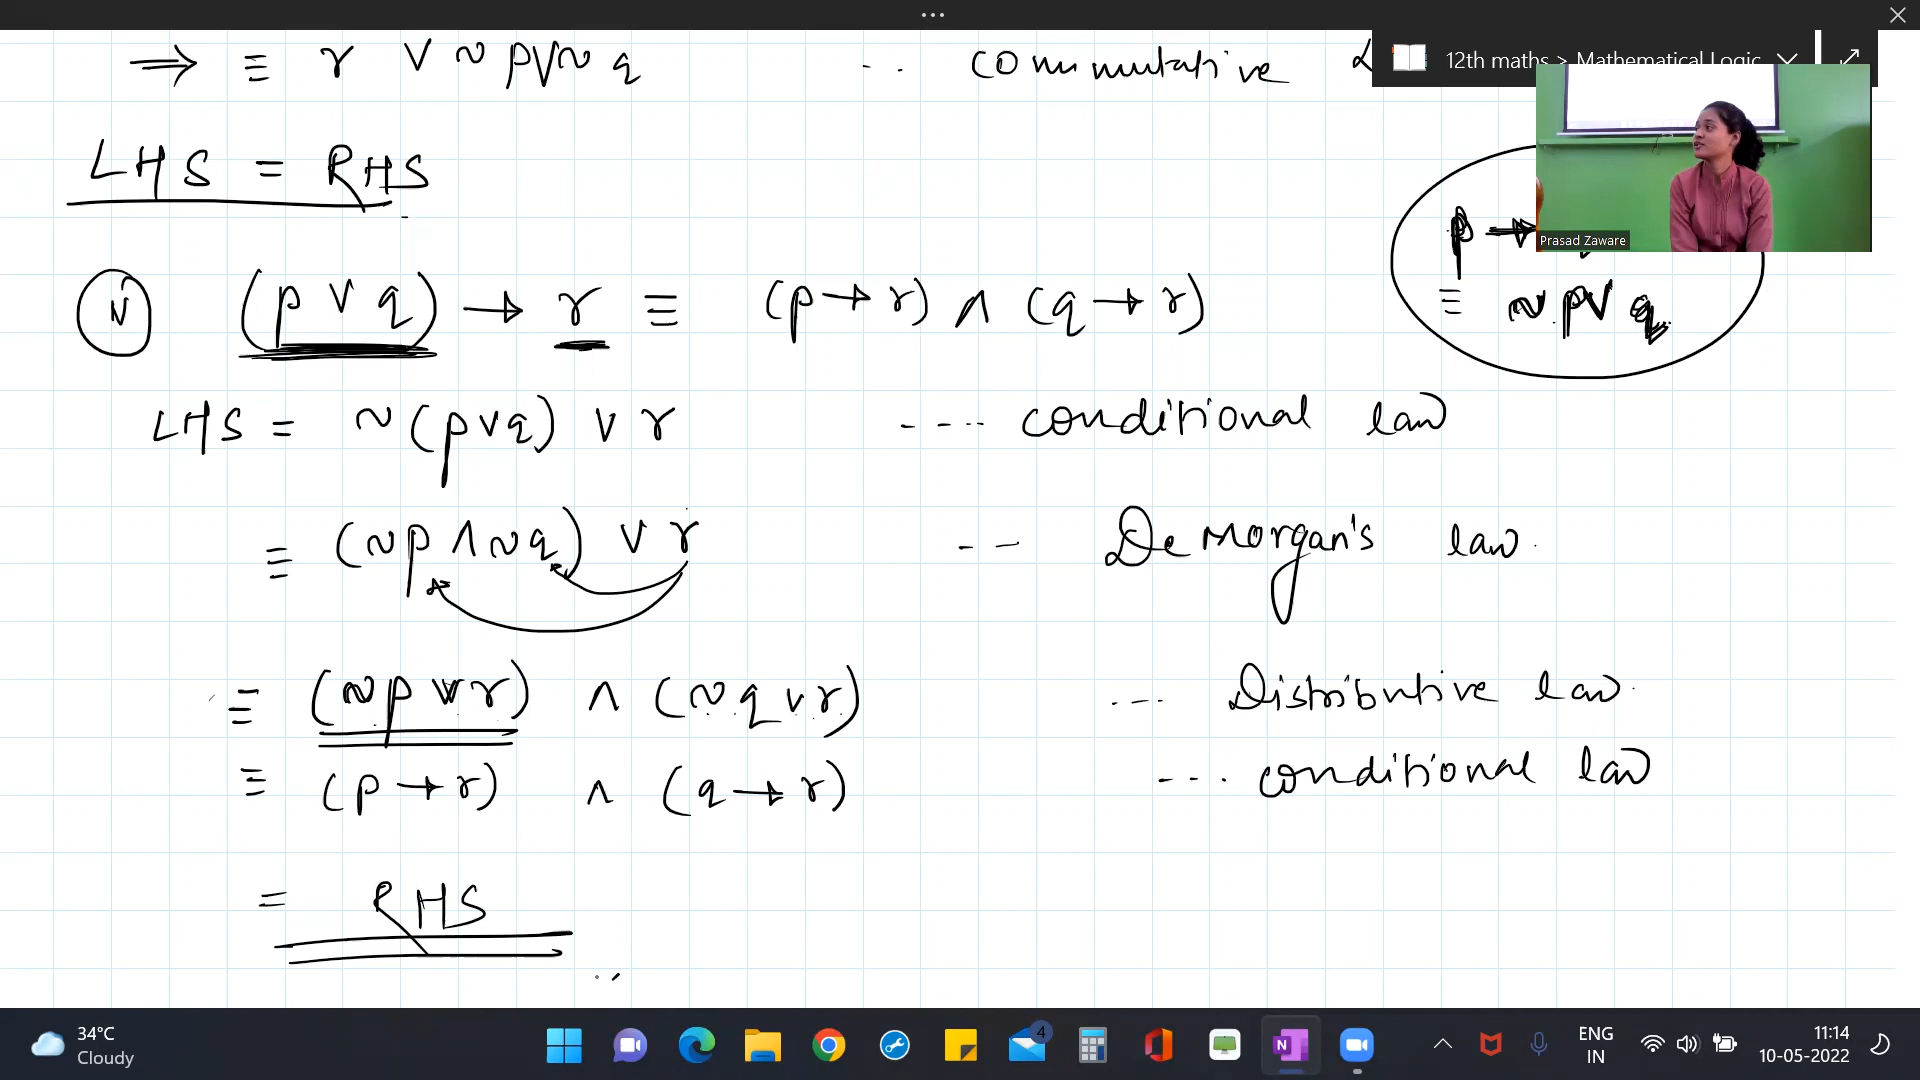 ...
12th maths > Mathematical Logic
⇒ ≡ r ∨ ~p∨~q .. commutative
LHS = RHS
Prasad Zaware
p →
≡ ~p∨q
(p ∨ q) → r ≡ (p → r) ∧ (q → r)
LHS = ~(p∨q) ∨ r .... conditional law
≡ (~p ∧ ~q) ∨ r -- De Morgan's law.
≡ (~p ∨ r) ∧ (~q ∨ r) ... Distributive law.
≡ (p → r) ∧ (q → r) ... conditional law
= RHS
34°C
Cloudy
4
ENG
IN
11:14
10-05-2022